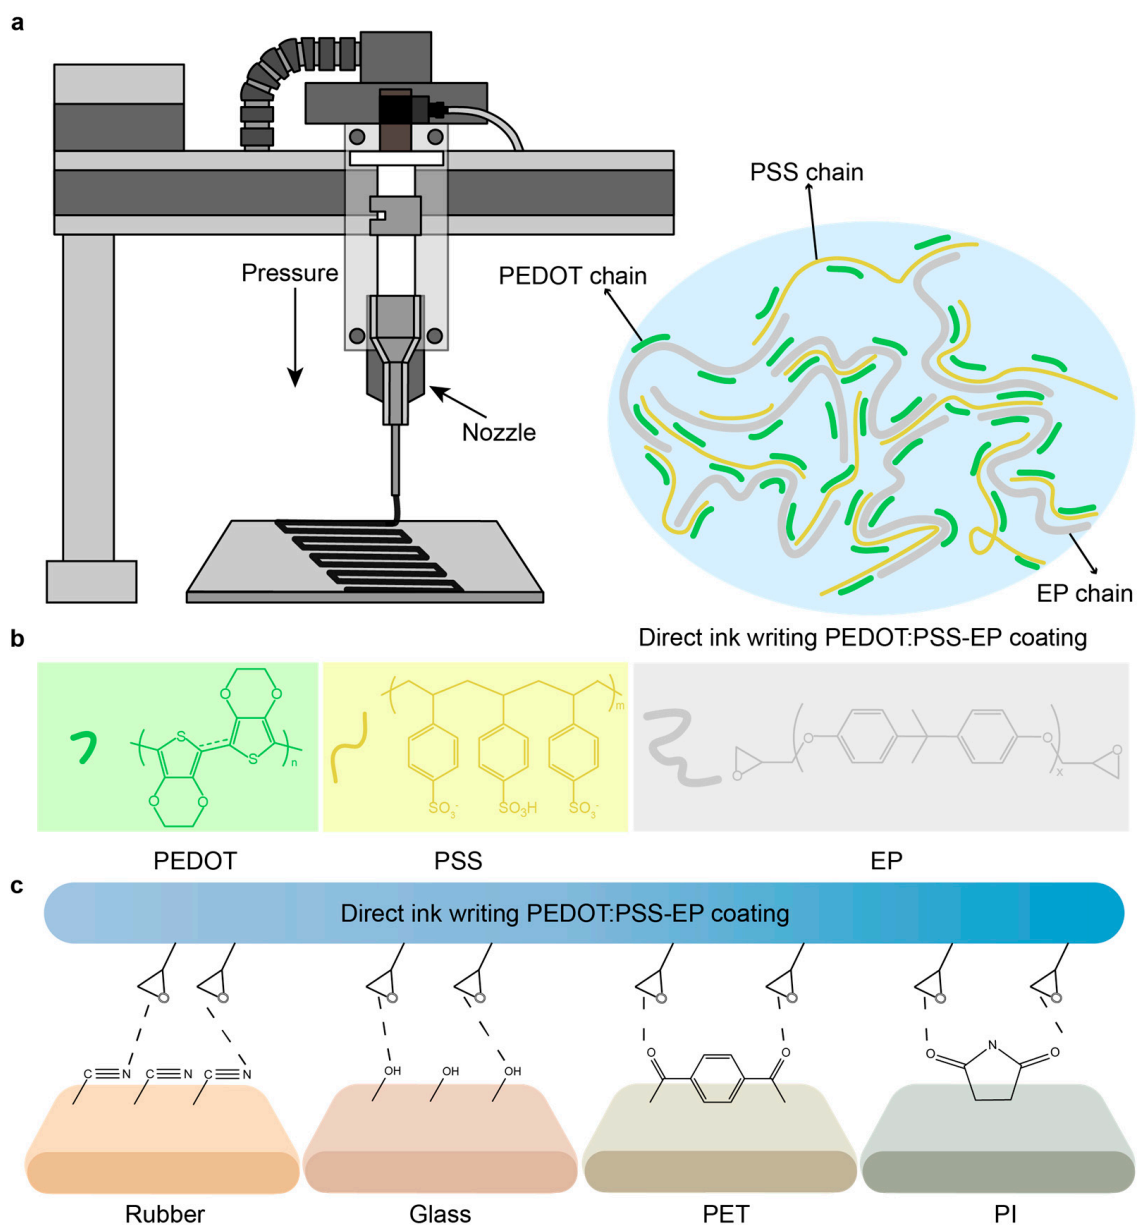 a
PSS chain
PEDOT chain
Pressure
Nozzle
EP chain
Direct ink writing PEDOT:PSS-EP coating
b
O O
S
S
n
O O
m
SO3- SO3H SO3-
O O O O
x
PEDOT PSS EP
c
Direct ink writing PEDOT:PSS-EP coating
O O O O O O O O
C N C N C N
OH OH OH
O O
O N O
Rubber Glass PET PI